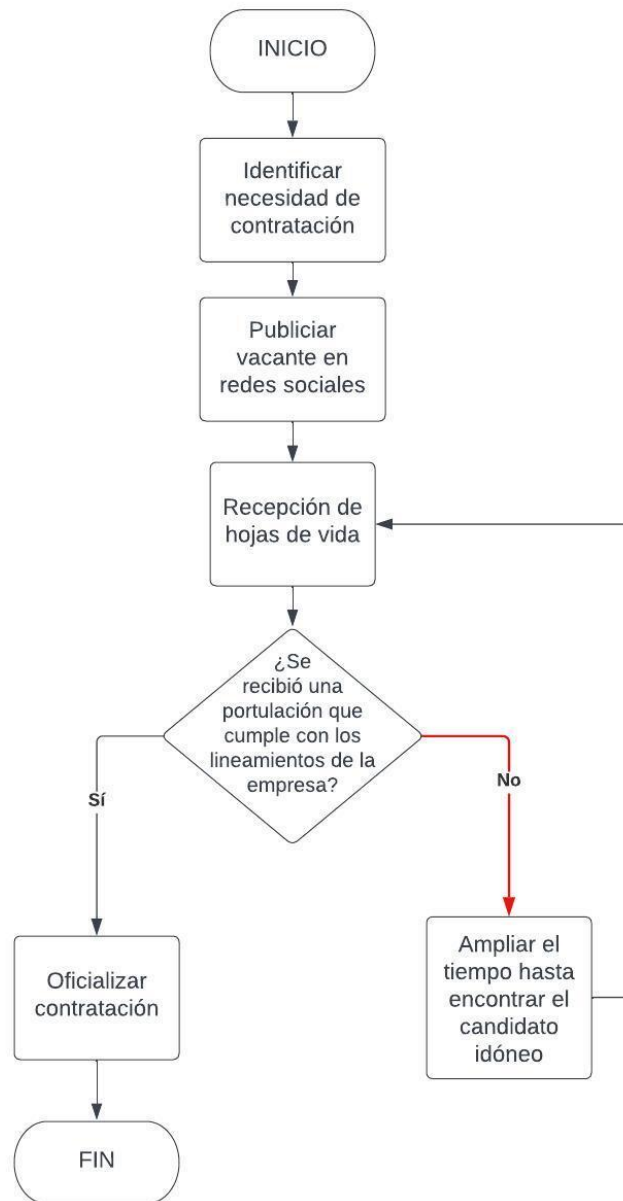 INICIO
Identificar
necesidad de
contratación
Publiciar
vacante en
redes sociales
Recepción de
hojas de vida
¿Se
recibió una
portulación que
cumple con los
lineamientos de la
empresa?
Sí
No
Oficializar
contratación
Ampliar el
tiempo hasta
encontrar el
candidato
idóneo
FIN